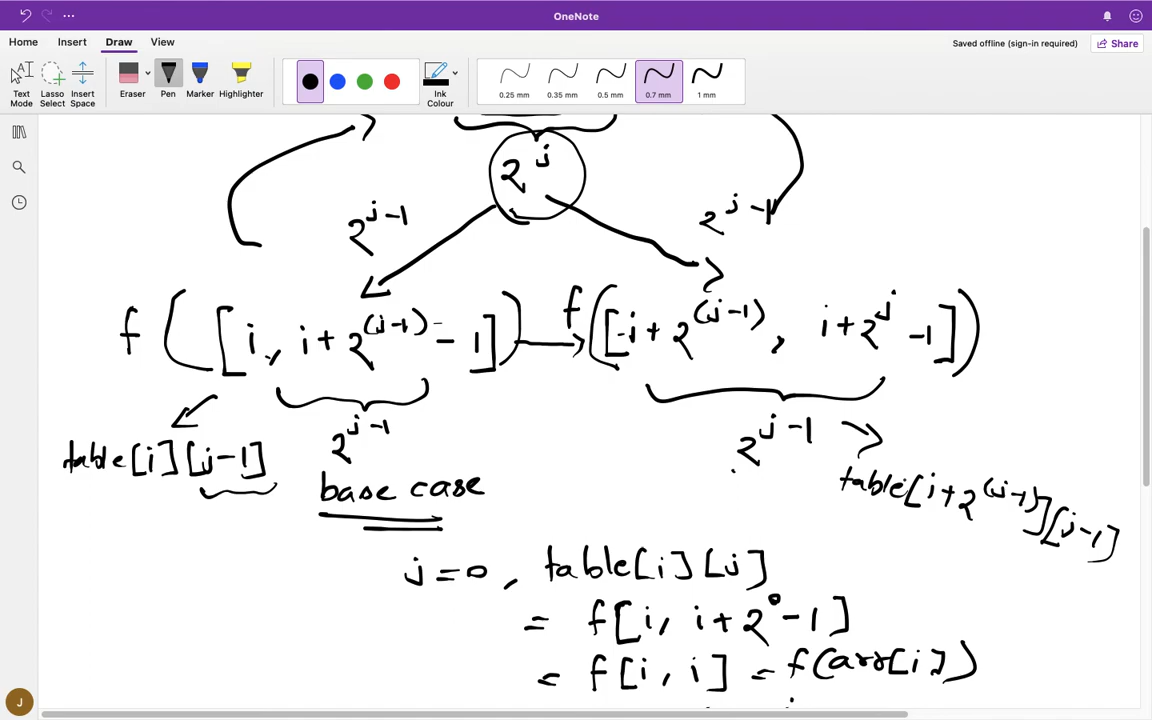 OneNote
Home Insert Draw View
Saved offline (sign-in required) Share
Text Mode
Lasso Select
Insert Space
Eraser
Pen
Marker
Highlighter
Ink Colour
0.25 mm 0.35 mm 0.5 mm 0.7 mm 1 mm
2^j
2^j-1 2^j-1
f ( [i, i+2^(j-1) - 1] ) f ( [i+2^(j-1), i+2^j -1] )
table[i][j-1] 2^j-1 2^j-1
table[i+2^(j-1)][j-1]
base case
j=0, table[i][j]
= f[i, i+2^0 -1]
= f[i, i] = f(arr[i])
J